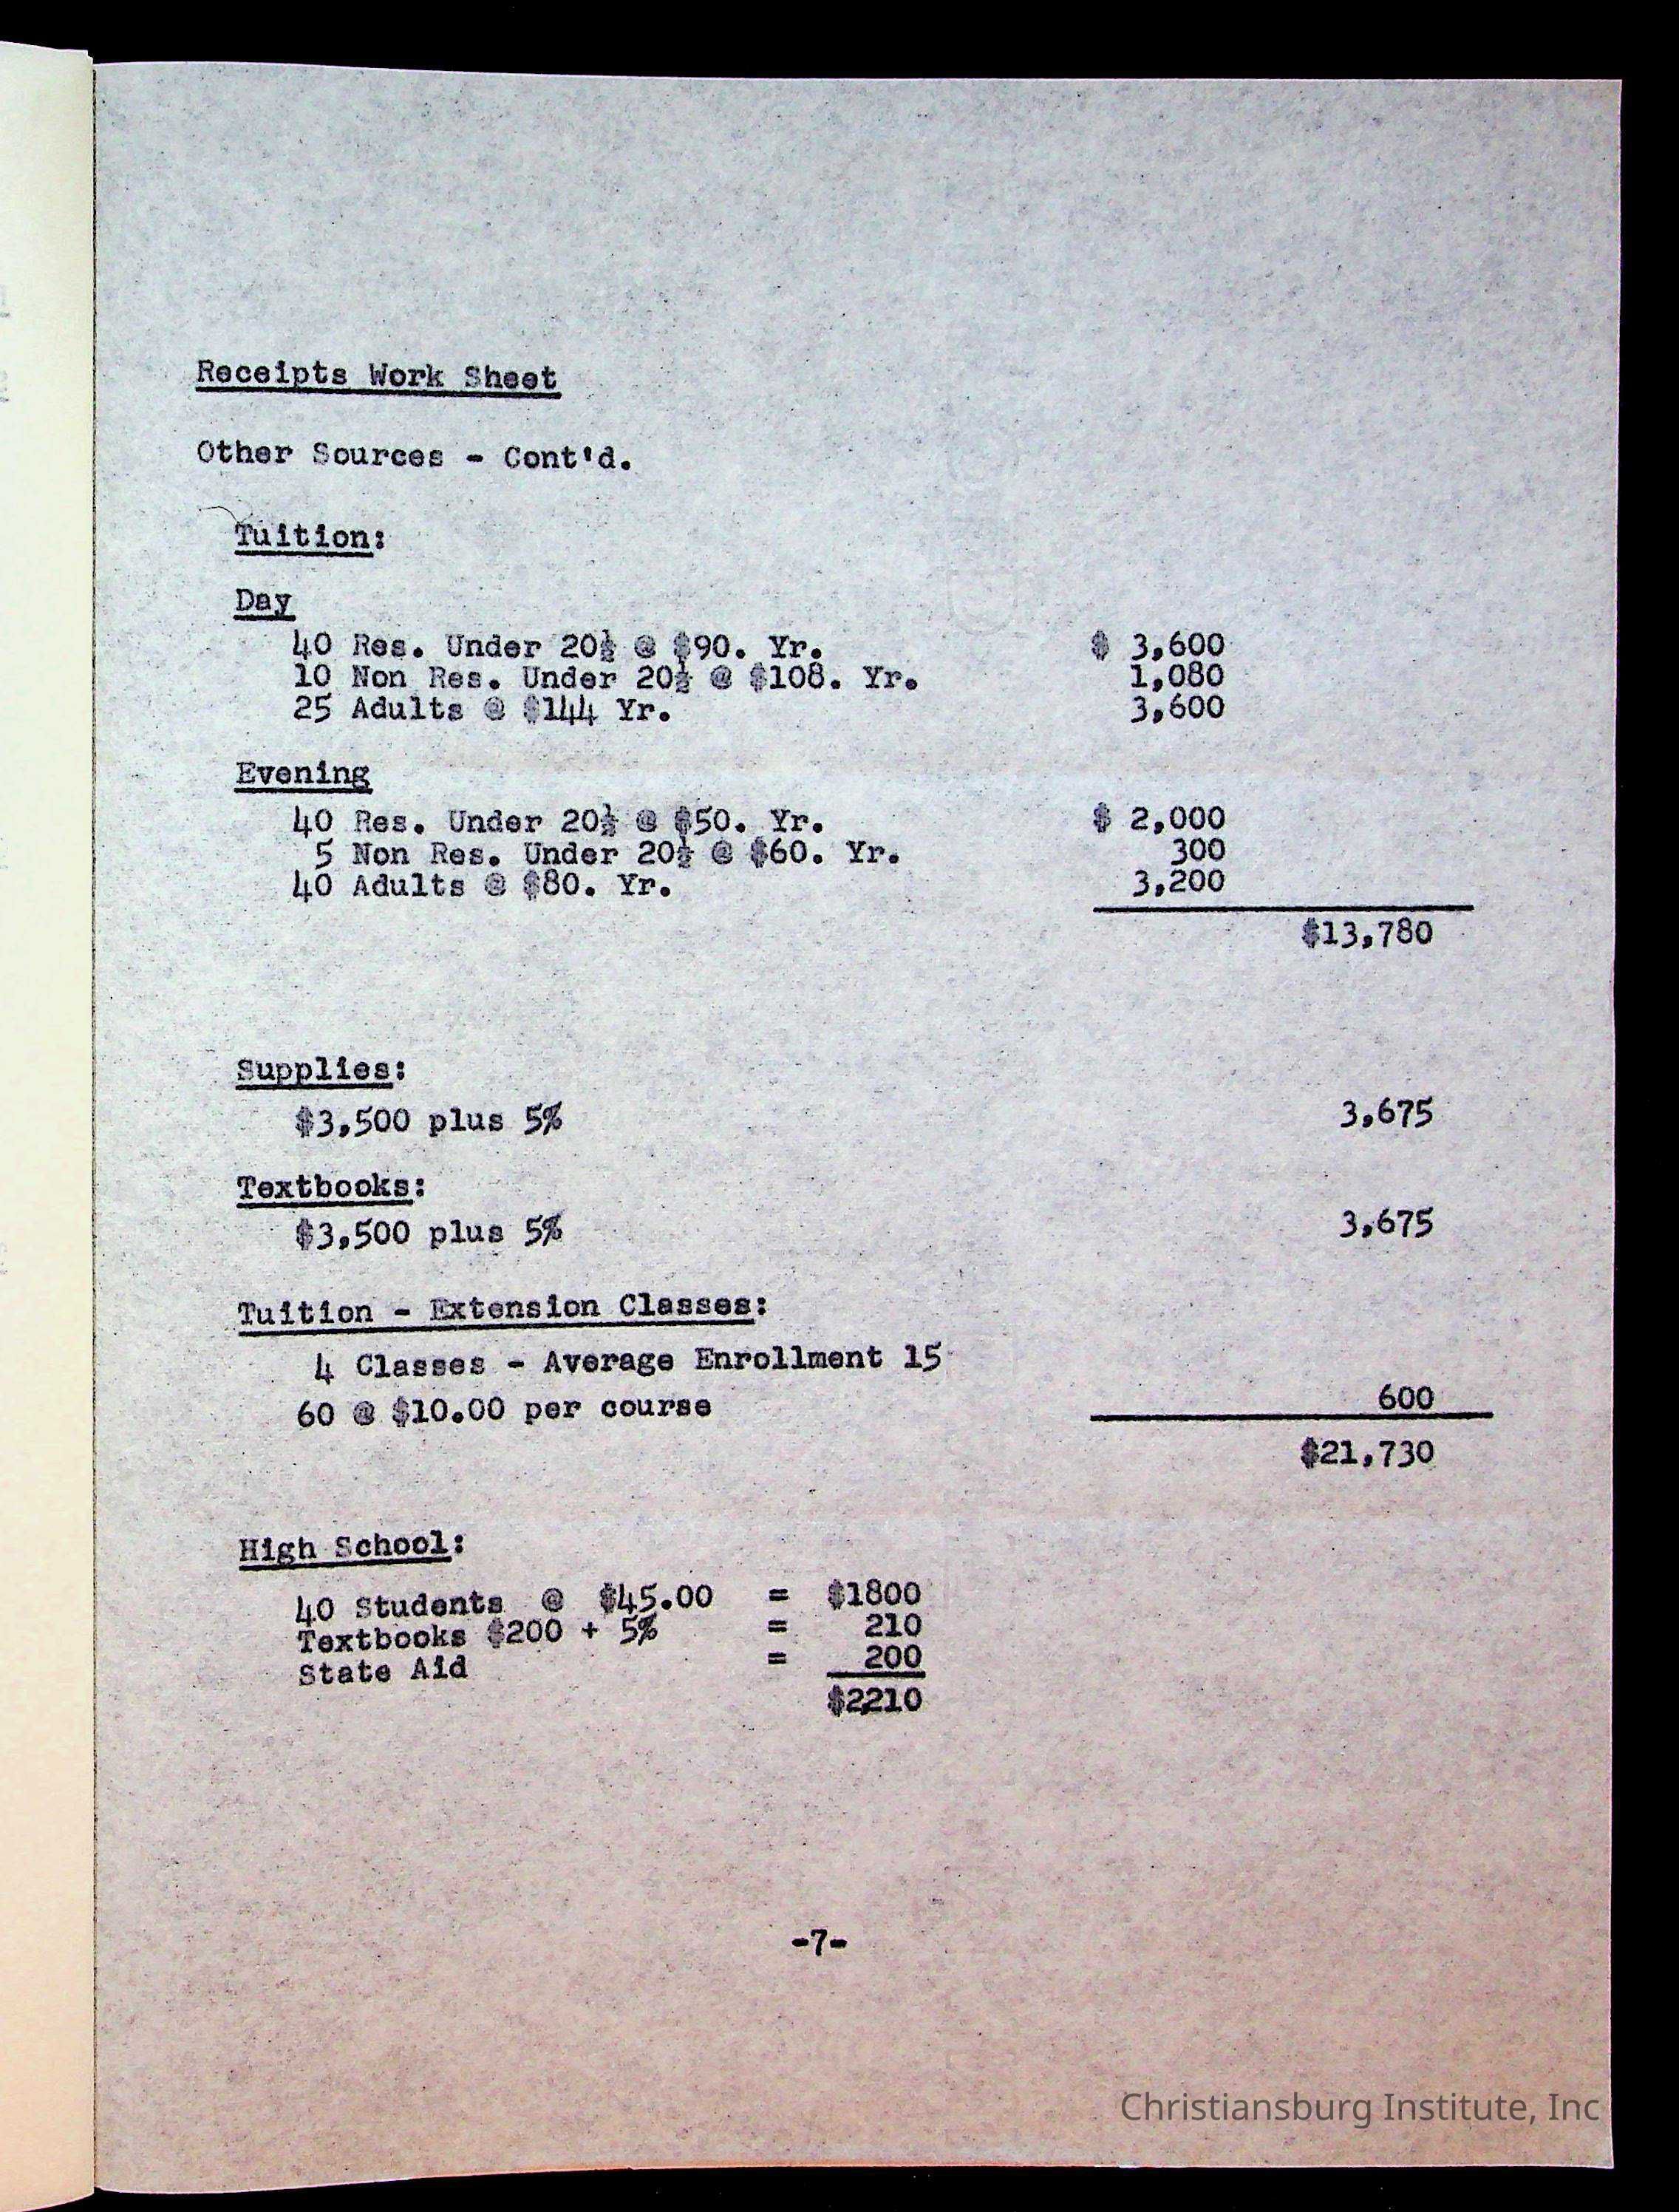 Receipts Work Sheet
Other Sources - Cont'd.
Tuition:
Day
40 Res. Under 20½ @ $90. Yr. $ 3,600
10 Non Res. Under 20½ @ $108. Yr. 1,080
25 Adults @ $144 Yr. 3,600
Evening
40 Res. Under 20½ @ $50. Yr. $ 2,000
5 Non Res. Under 20½ @ $60. Yr. 300
40 Adults @ $80. Yr. 3,200
$13,780
Supplies:
$3,500 plus 5% 3,675
Textbooks:
$3,500 plus 5% 3,675
Tuition - Extension Classes:
4 Classes - Average Enrollment 15
60 @ $10.00 per course 600
$21,730
High School:
40 Students @ $45.00 = $1800
Textbooks $200 + 5% = 210
State Aid = 200
$2,210
-7-
Christiansburg Institute, Inc